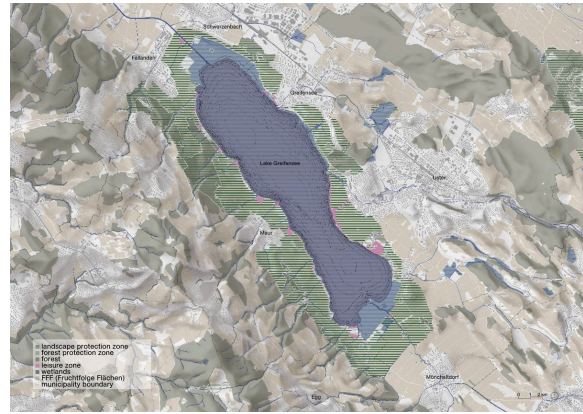 Schwerzenbach
Fällanden
Greifensee
Lake Greifensee
Uster
Maur
landscape protection zone
forest protection zone
forest
leisure zone
wetlands
FFF (Fruchtfolge Flächen)
municipality boundary
Mönchaltdorf
Egg
0 1 2 km